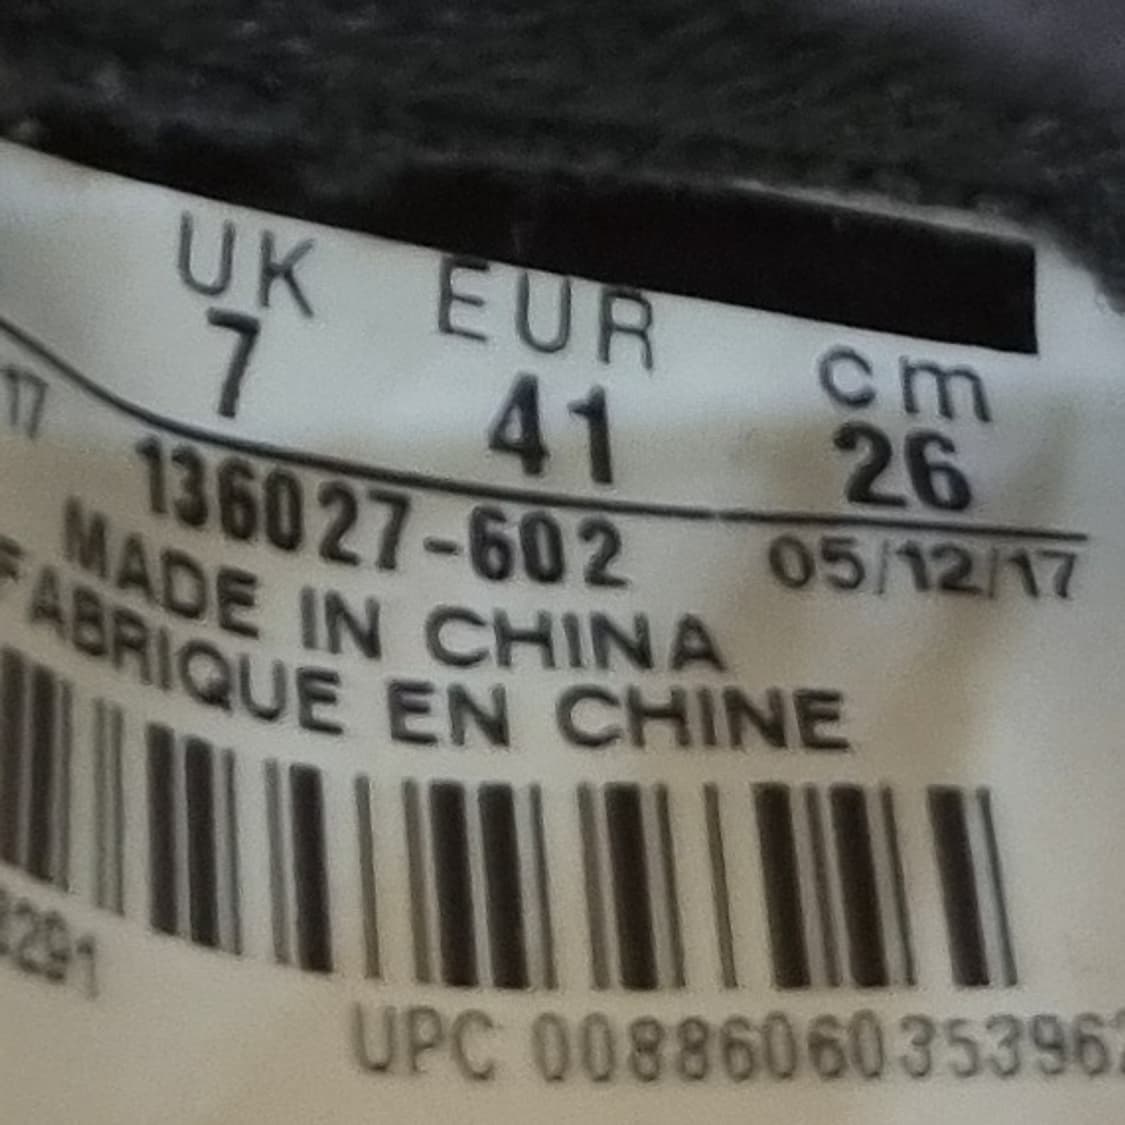 UK EUR cm
7 41 26
17
136027-602 05/12/17
MADE IN CHINA
FABRIQUE EN CHINE
UPC 00886060353962